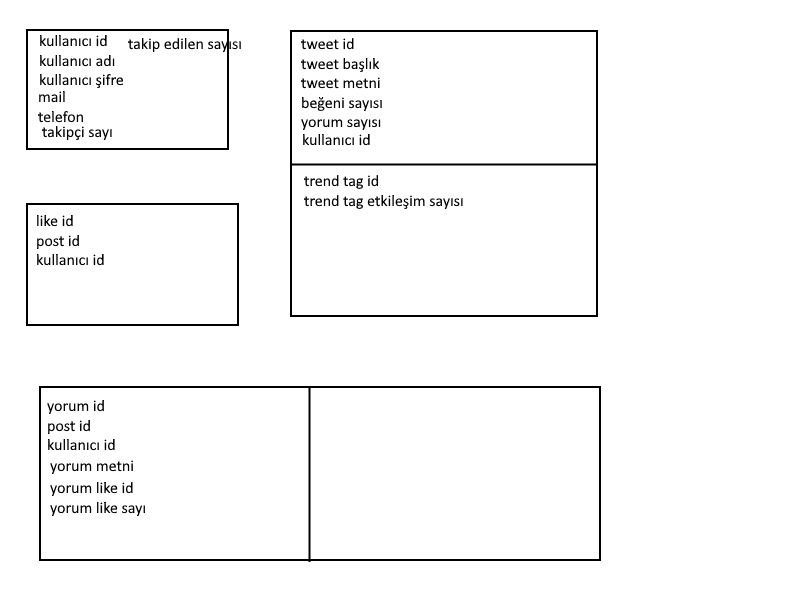 kullanıcı id
takip edilen sayısı
kullanıcı adı
kullanıcı şifre
mail
telefon
takipçi sayı
tweet id
tweet başlık
tweet metni
beğeni sayısı
yorum sayısı
kullanıcı id
trend tag id
trend tag etkileşim sayısı
like id
post id
kullanıcı id
yorum id
post id
kullanıcı id
yorum metni
yorum like id
yorum like sayı